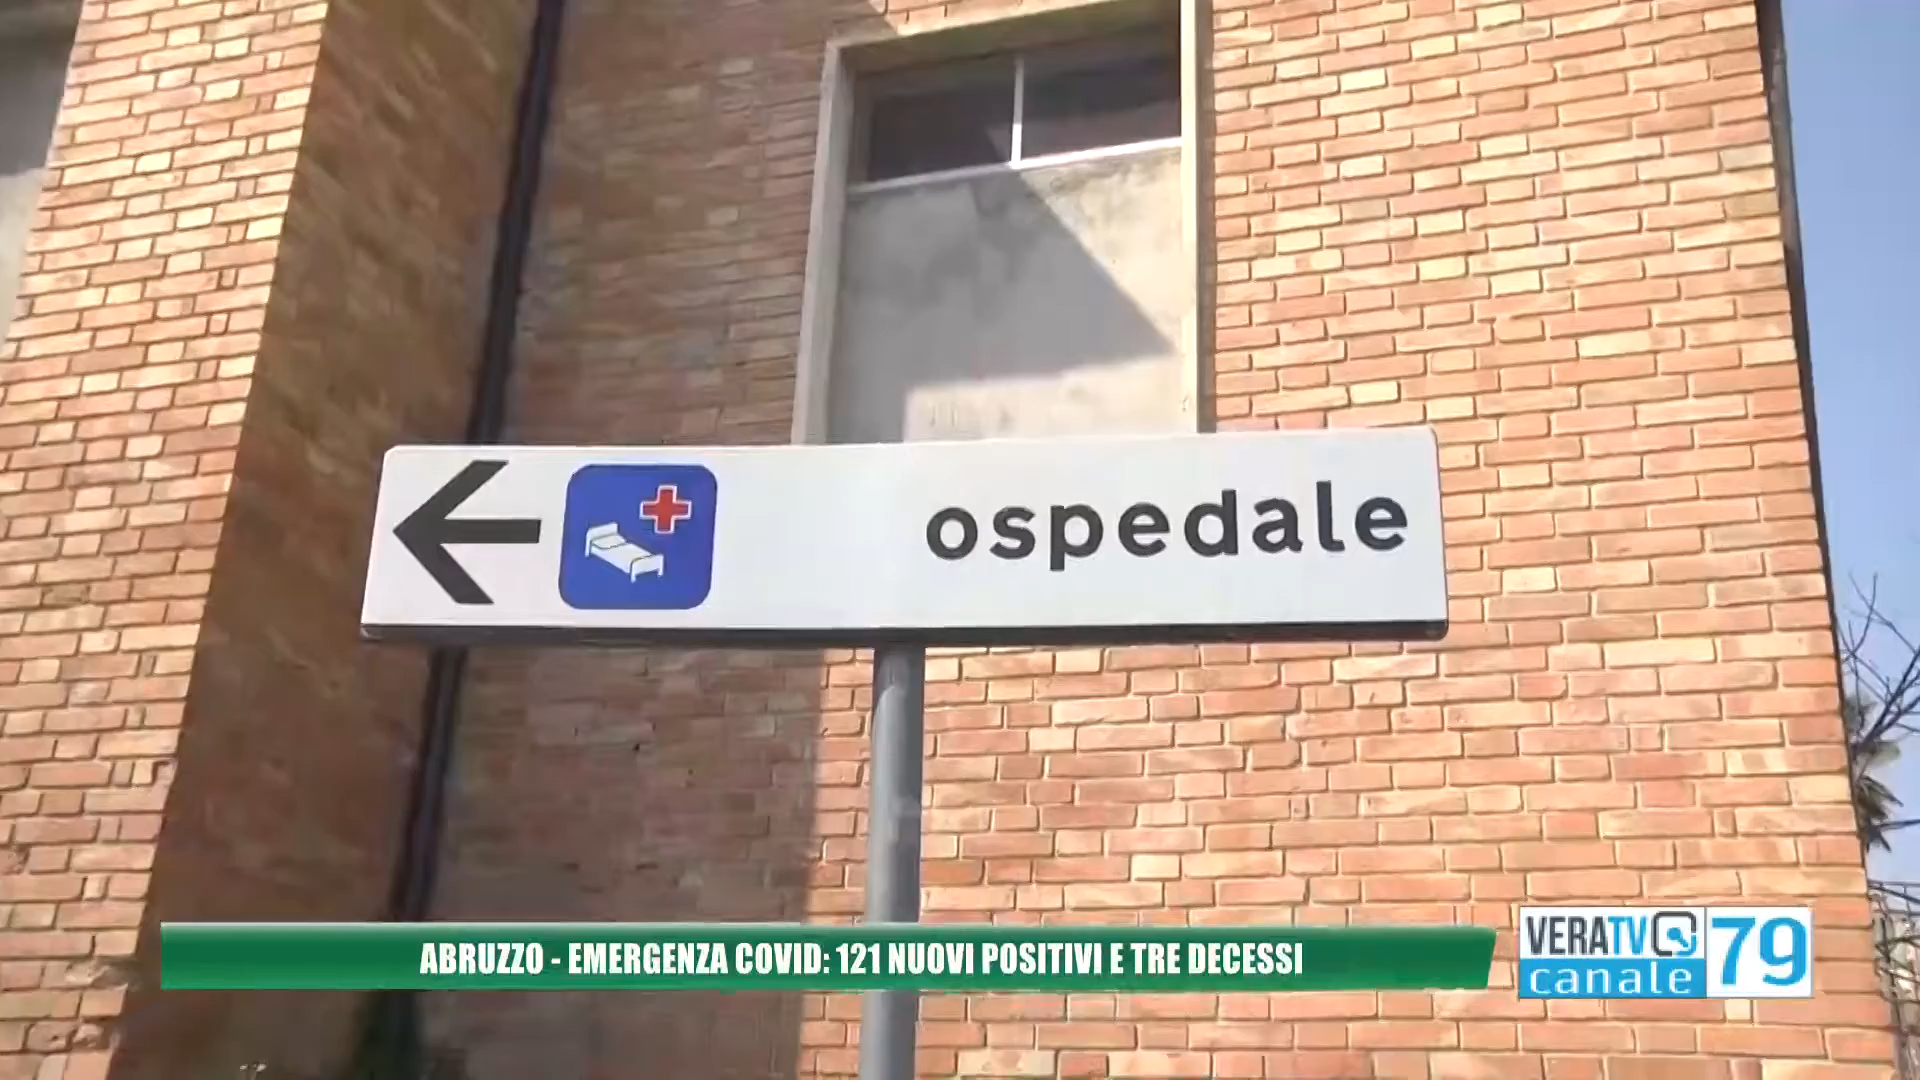 ospedale
ABRUZZO - EMERGENZA COVID: 121 NUOVI POSITIVI E TRE DECESSI
VERATV
canale 79